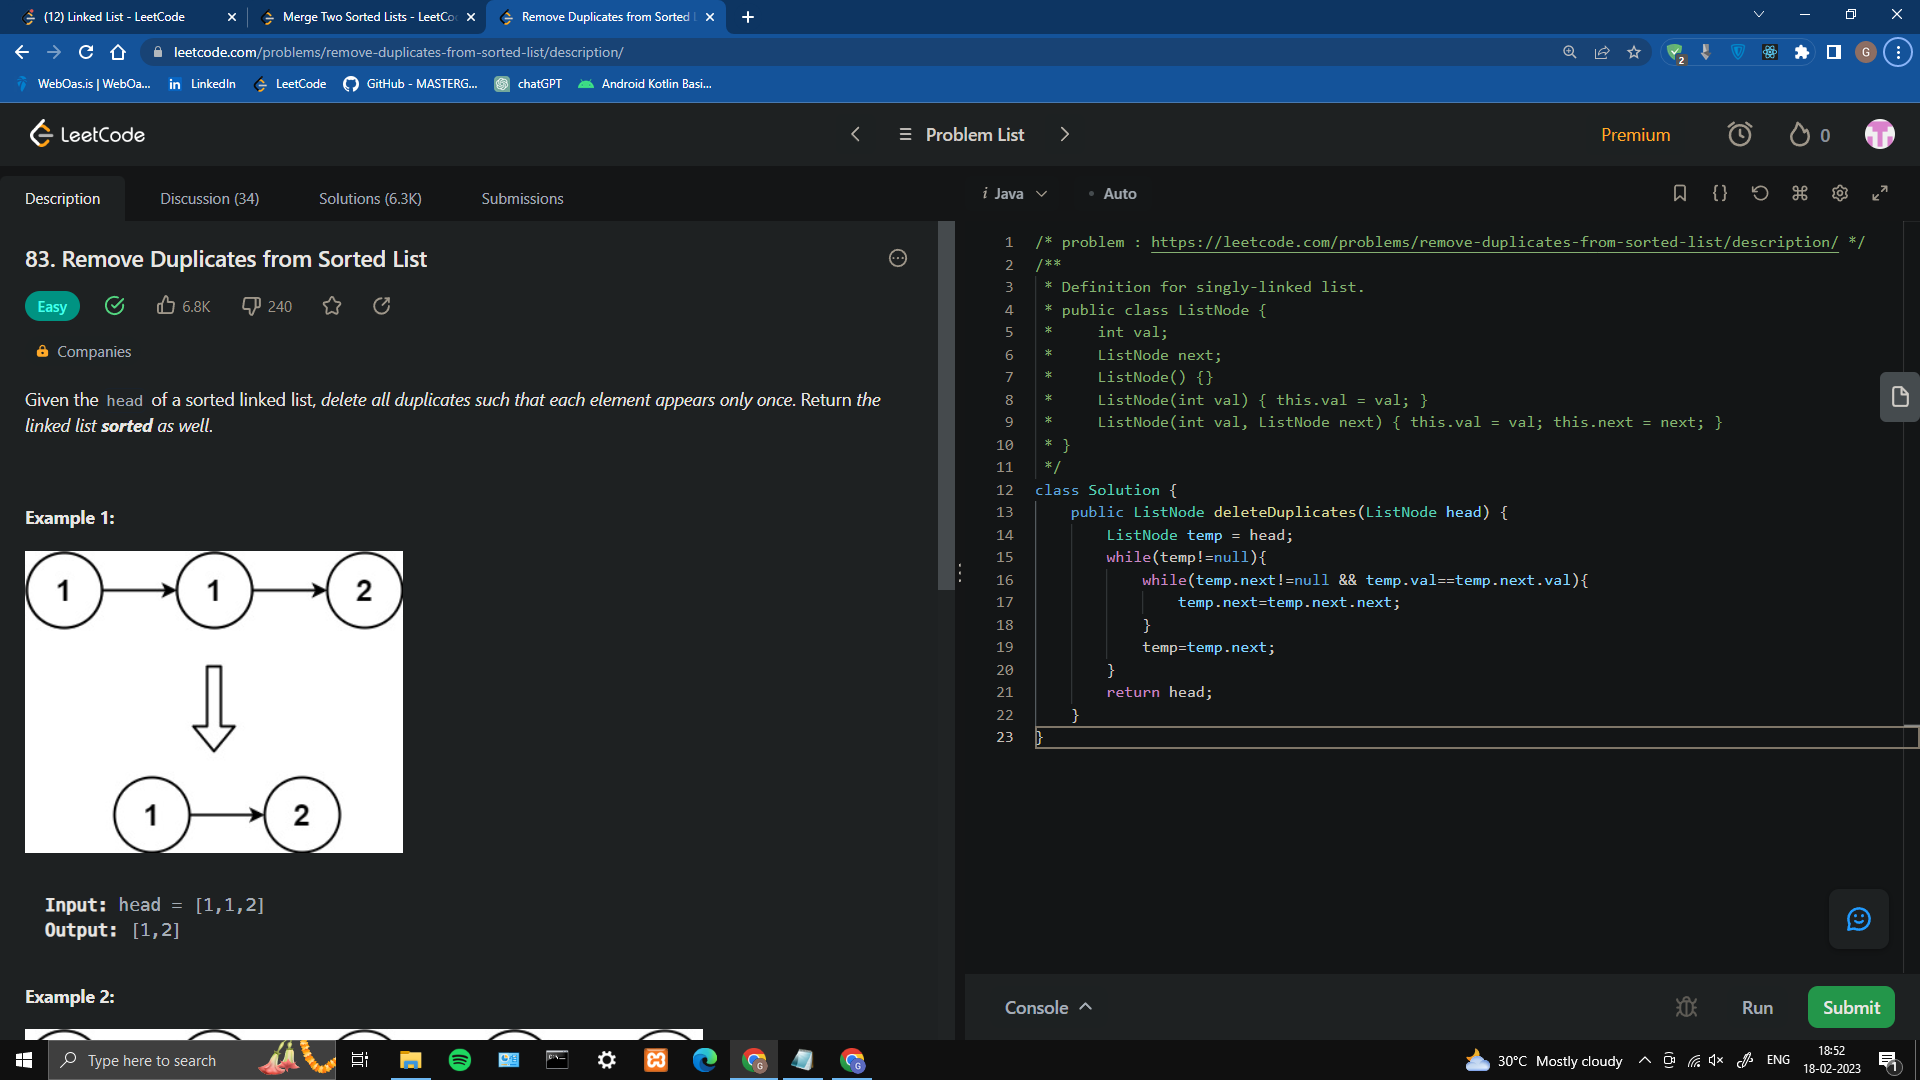 (12) Linked List - LeetCode
Merge Two Sorted Lists - LeetCo
Remove Duplicates from Sorted
leetcode.com/problems/remove-duplicates-from-sorted-list/description/
2
G
WebOas.is | WebOa...
LinkedIn
LeetCode
GitHub - MASTERG...
chatGPT
Android Kotlin Basi...
LeetCode
Problem List
Premium
0
Description
Discussion (34)
Solutions (6.3K)
Submissions
83. Remove Duplicates from Sorted List
Easy
6.8K
240
Companies
Given the head of a sorted linked list, delete all duplicates such that each element appears only once. Return the
linked list sorted as well.
Example 1:
1 1 2
1 2
Input: head = [1,1,2]
Output: [1,2]
Example 2:
i Java
Auto
1 /* problem : https://leetcode.com/problems/remove-duplicates-from-sorted-list/description/ */
2 /**
3 * Definition for singly-linked list.
4 * public class ListNode {
5 *     int val;
6 *     ListNode next;
7 *     ListNode() {}
8 *     ListNode(int val) { this.val = val; }
9 *     ListNode(int val, ListNode next) { this.val = val; this.next = next; }
10 * }
11 */
12 class Solution {
13     public ListNode deleteDuplicates(ListNode head) {
14         ListNode temp = head;
15         while(temp!=null){
16             while(temp.next!=null && temp.val==temp.next.val){
17                 temp.next=temp.next.next;
18             }
19             temp=temp.next;
20         }
21         return head;
22     }
23 }
Console
Run
Submit
Type here to search
30°C Mostly cloudy
ENG
18:52
18-02-2023
1